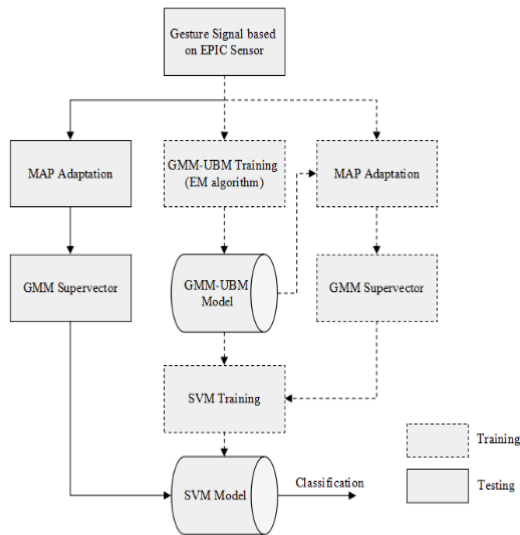 Gesture Signal based
on EPIC Sensor
MAP Adaptation
GMM-UBM Training
(EM algorithm)
MAP Adaptation
GMM Supervector
GMM-UBM
Model
GMM Supervector
SVM Training
Training
SVM Model
Classification
Testing